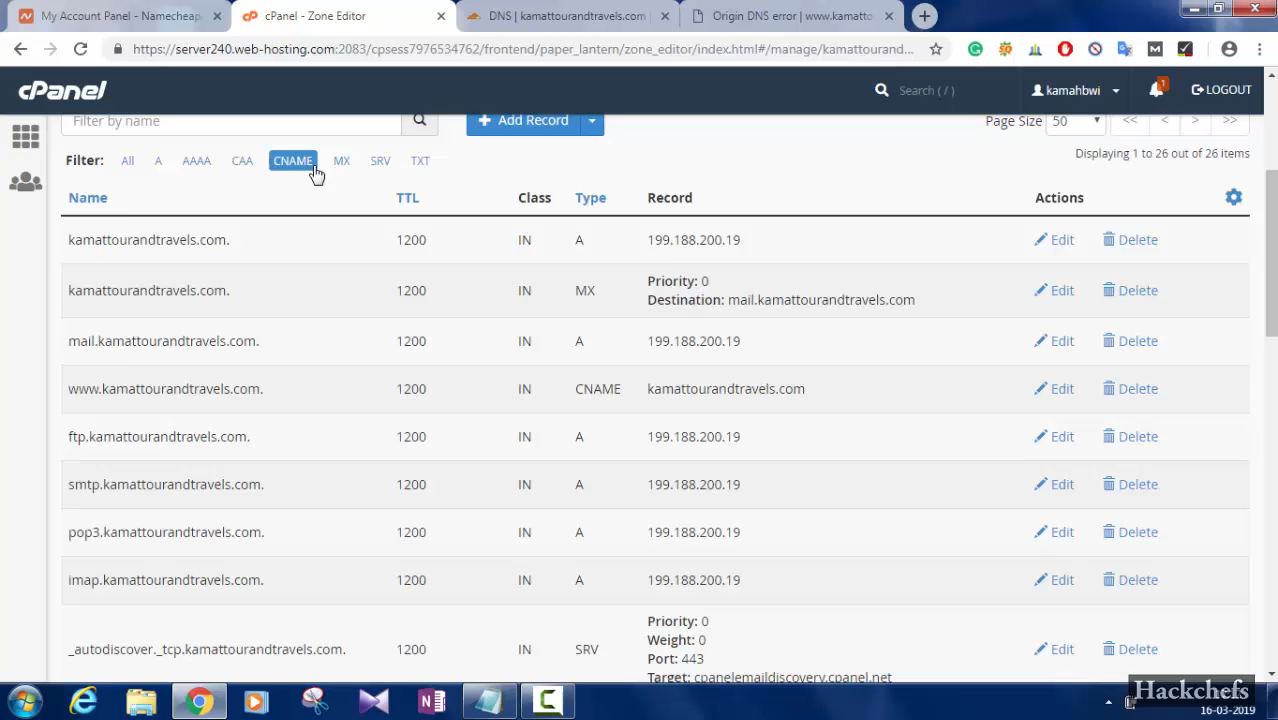 My Account Panel - Namecheap
cPanel - Zone Editor
DNS | kamattourandtravels.com
Origin DNS error | www.kamatto
https://server240.web-hosting.com:2083/cpsess7976534762/frontend/paper_lantern/zone_editor/index.html#/manage/kamattourand...
cPanel
Search ( / )
kamahbwi
1
LOGOUT
Filter by name
Add Record
Page Size 50
<< < > >>
Filter: All A AAAA CAA CNAME MX SRV TXT
Displaying 1 to 26 out of 26 items
Name TTL Class Type Record Actions
kamattourandtravels.com. 1200 IN A 199.188.200.19 Edit Delete
Priority: 0
kamattourandtravels.com. 1200 IN MX Edit Delete
Destination: mail.kamattourandtravels.com
mail.kamattourandtravels.com. 1200 IN A 199.188.200.19 Edit Delete
www.kamattourandtravels.com. 1200 IN CNAME kamattourandtravels.com Edit Delete
ftp.kamattourandtravels.com. 1200 IN A 199.188.200.19 Edit Delete
smtp.kamattourandtravels.com. 1200 IN A 199.188.200.19 Edit Delete
pop3.kamattourandtravels.com. 1200 IN A 199.188.200.19 Edit Delete
imap.kamattourandtravels.com. 1200 IN A 199.188.200.19 Edit Delete
Priority: 0
Weight: 0
_autodiscover._tcp.kamattourandtravels.com. 1200 IN SRV Edit Delete
Port: 443
Target: cpanelemaildiscovery.cpanel.net
Hackchefs
16-03-2019